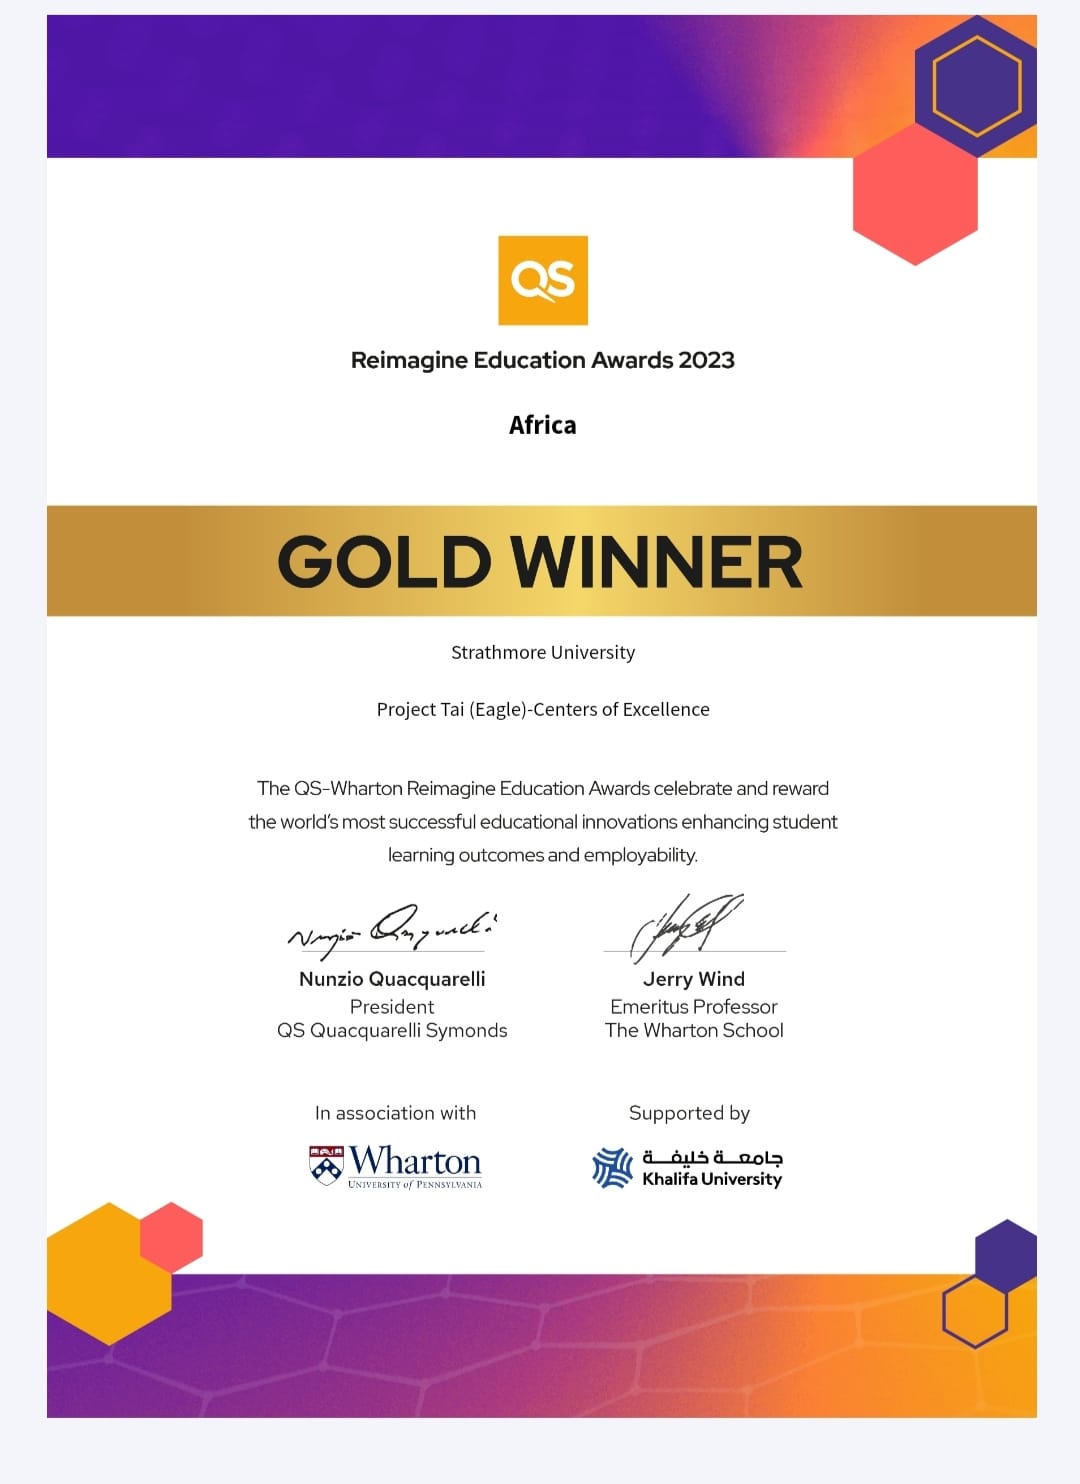 QS
Reimagine Education Awards 2023
Africa
GOLD WINNER
Strathmore University
Project Tai (Eagle)-Centers of Excellence
The QS-Wharton Reimagine Education Awards celebrate and reward
the world's most successful educational innovations enhancing student
learning outcomes and employability.
Nunzio Quacquarelli
Nunzio Quacquarelli
President
QS Quacquarelli Symonds
Jerry Wind
Emeritus Professor
The Wharton School
In association with
Wharton
UNIVERSITY of PENNSYLVANIA
Supported by
جامعة خليفة
Khalifa University